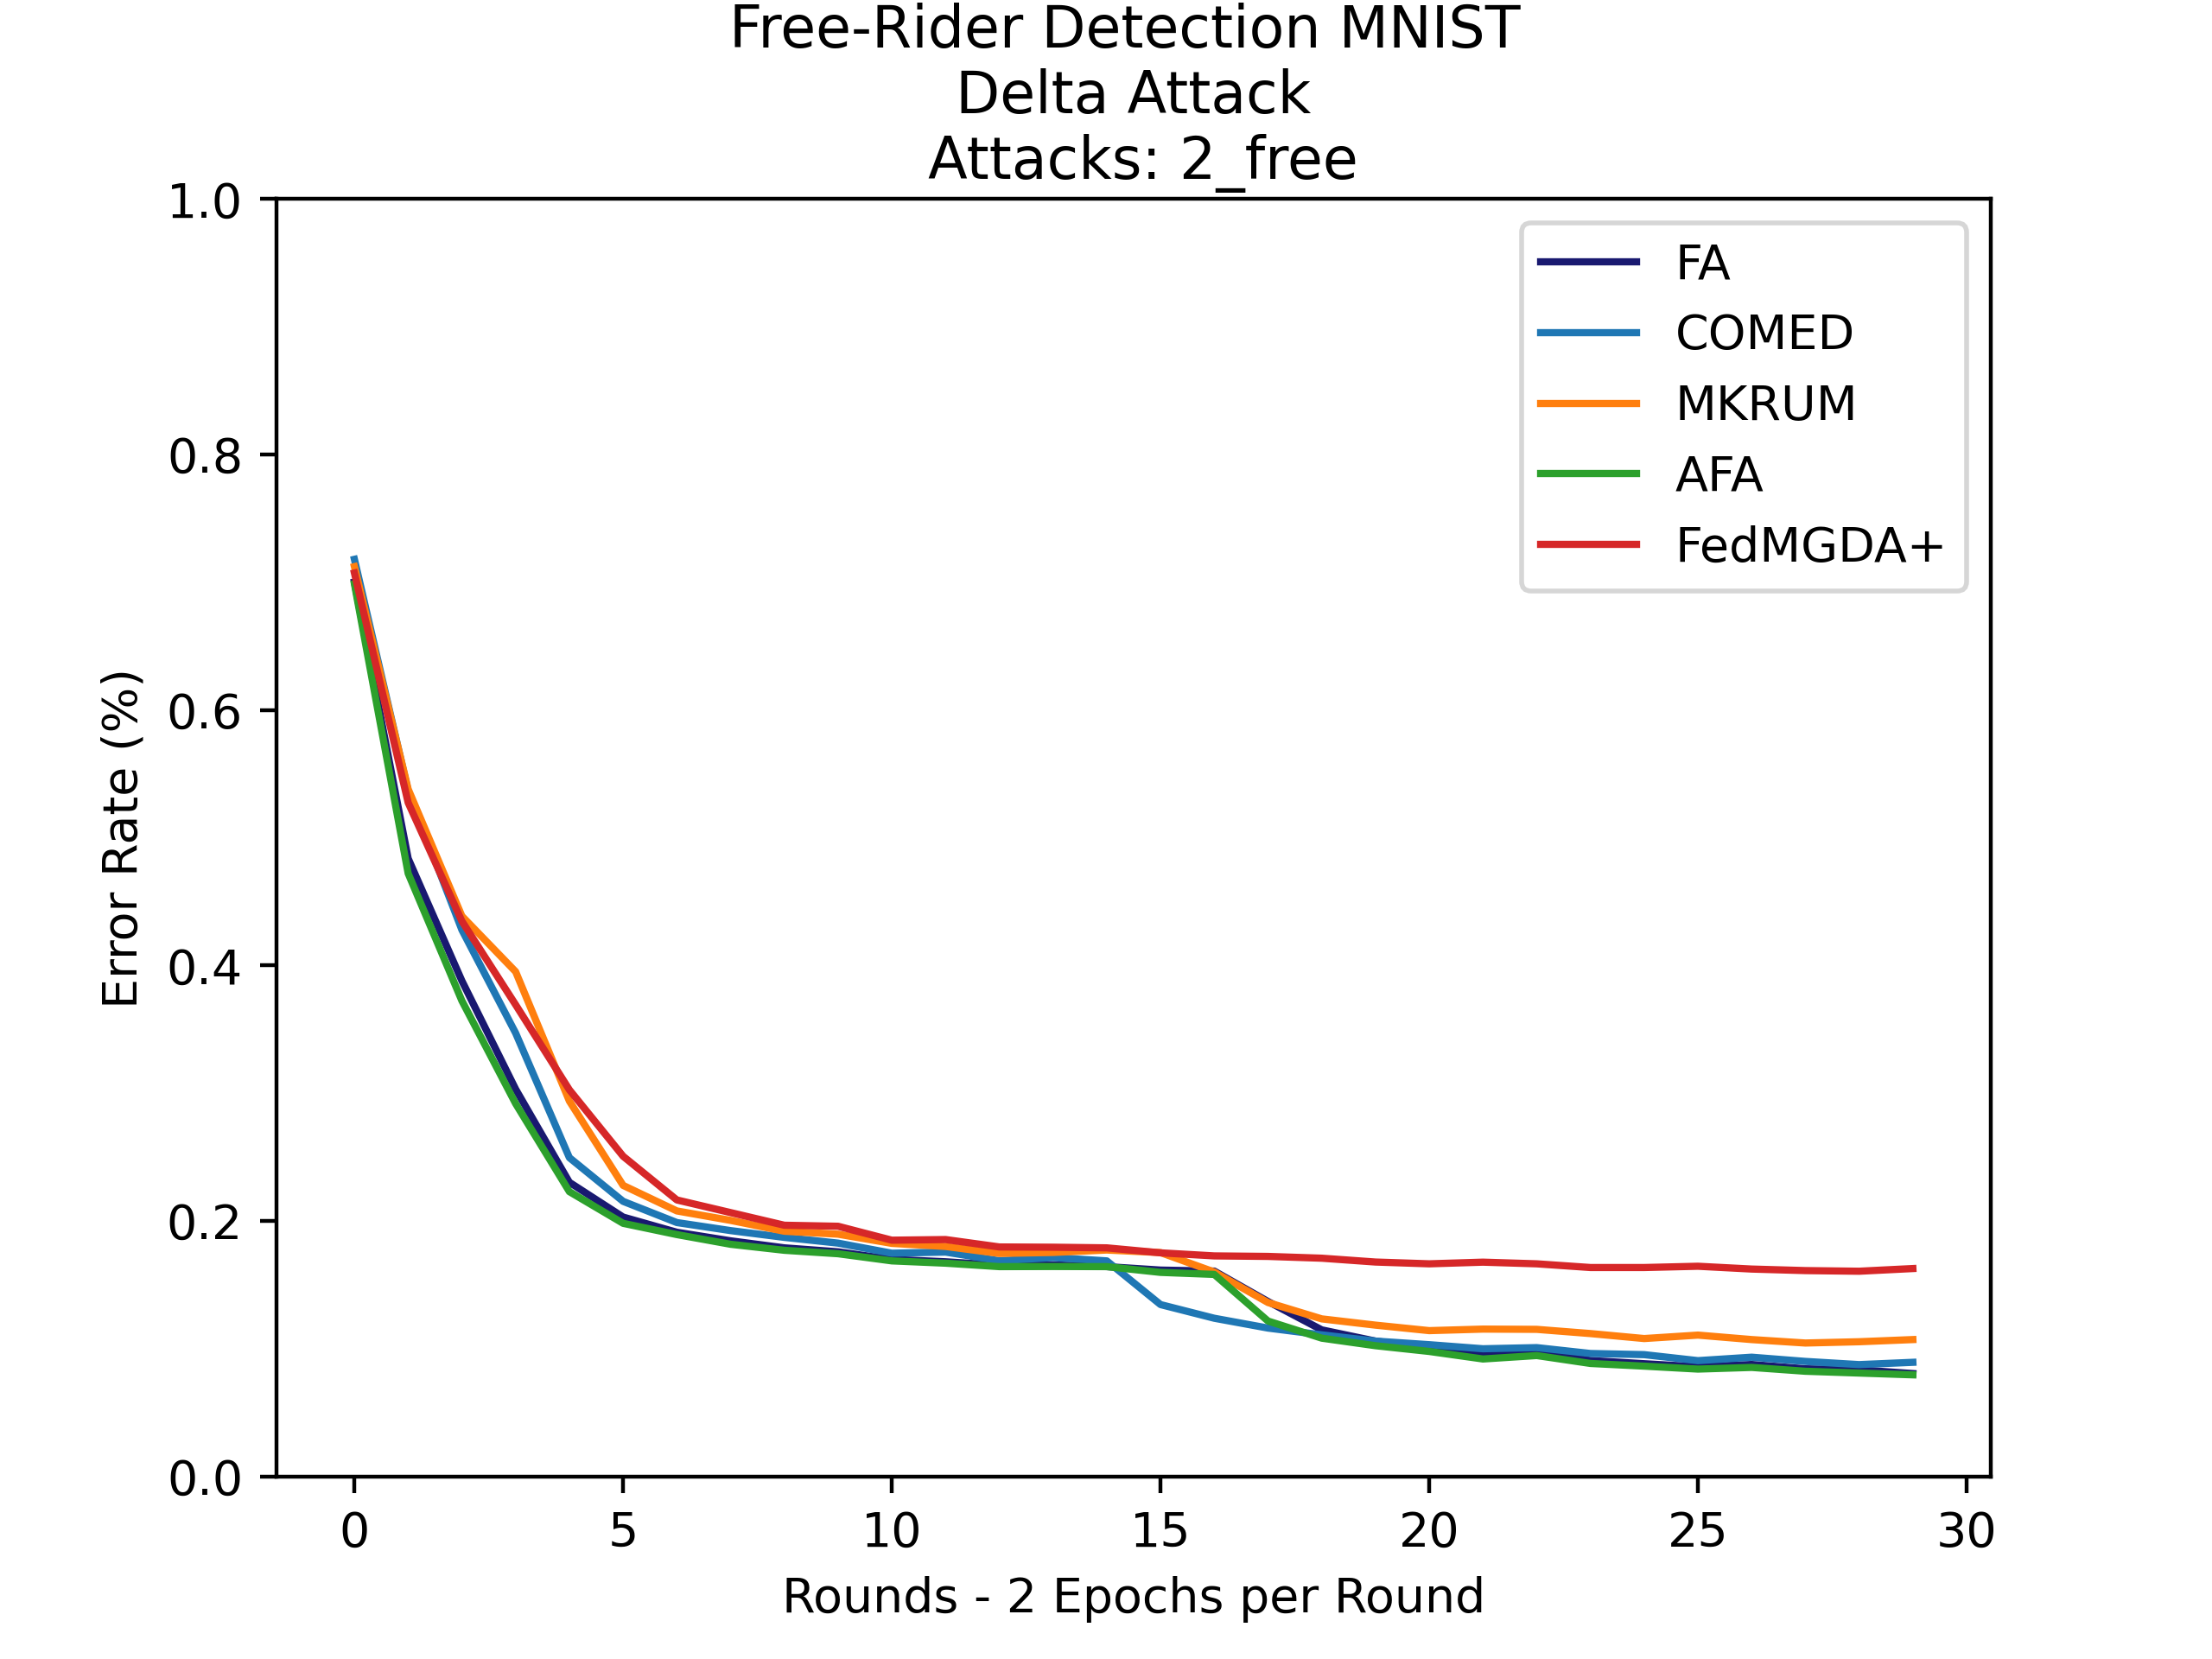 Free-Rider Detection MNIST
Delta Attack
Attacks: 2_free
1.0
0.8
0.6
0.4
0.2
0.0
Error Rate (%)
FA
COMED
MKRUM
AFA
FedMGDA+
0 5 10 15 20 25 30
Rounds - 2 Epochs per Round